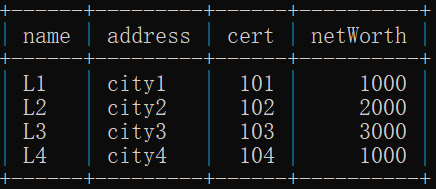 +------+---------+------+----------+
| name | address | cert | netWorth |
+------+---------+------+----------+
| L1   | city1   |  101 |     1000 |
| L2   | city2   |  102 |     2000 |
| L3   | city3   |  103 |     3000 |
| L4   | city4   |  104 |     1000 |
+------+---------+------+----------+